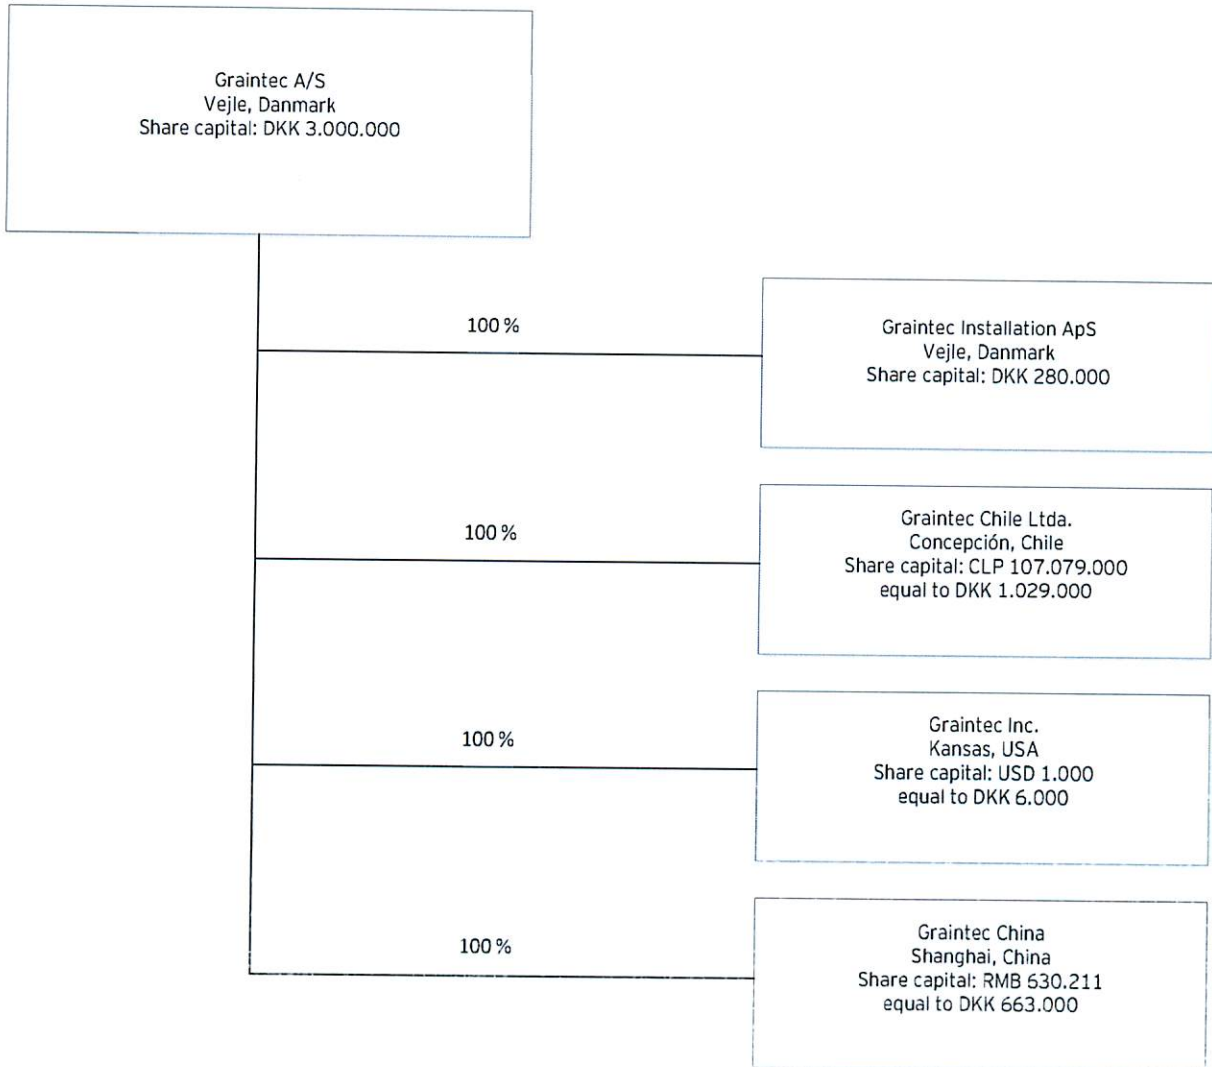 Graintec A/S
Vejle, Danmark
Share capital: DKK 3.000.000
100 %
Graintec Installation ApS
Vejle, Danmark
Share capital: DKK 280.000
100 %
Graintec Chile Ltda.
Concepción, Chile
Share capital: CLP 107.079.000
equal to DKK 1.029.000
100 %
Graintec Inc.
Kansas, USA
Share capital: USD 1.000
equal to DKK 6.000
100 %
Graintec China
Shanghai, China
Share capital: RMB 630.211
equal to DKK 663.000